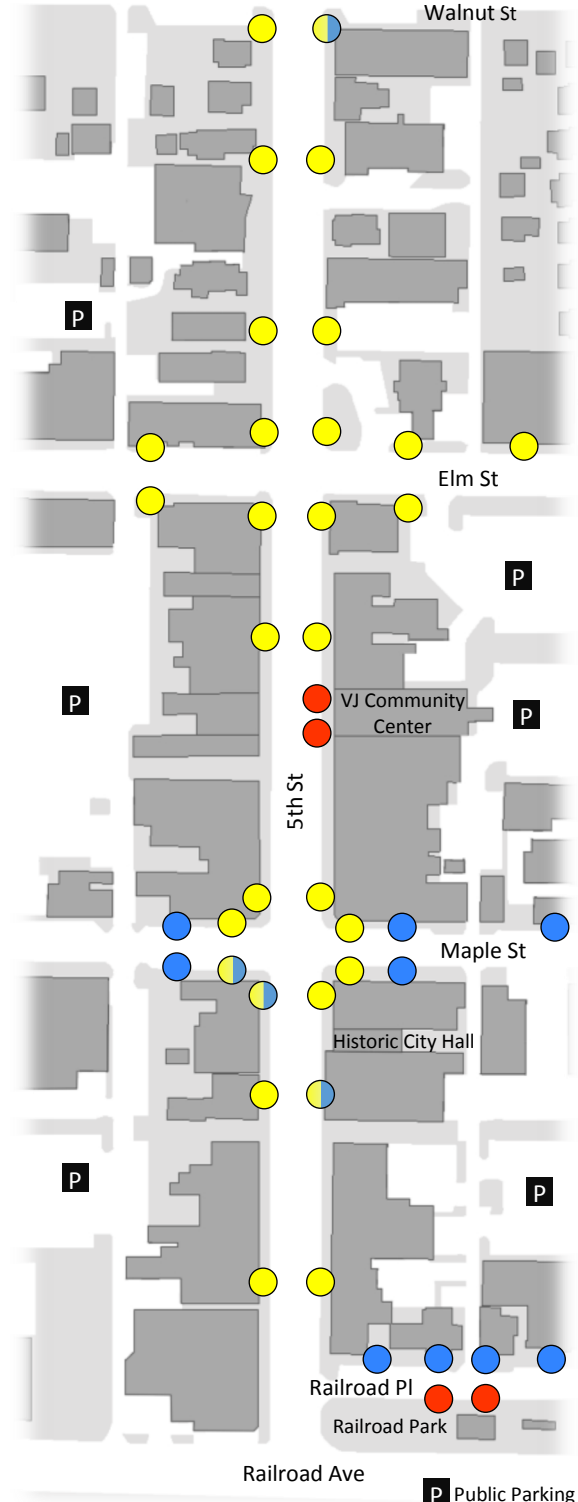 Walnut St
P
Elm St
P
P
VJ Community
Center
P
5th St
Maple St
Historic City Hall
P
P
Railroad Pl
Railroad Park
Railroad Ave
P Public Parking